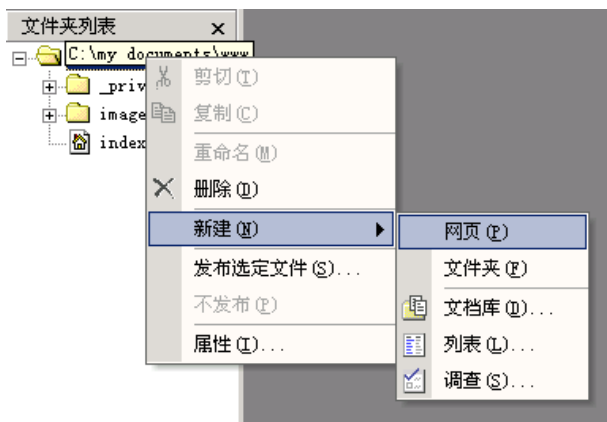 文件夹列表 ×
C:\my documents\www
_priv
image
index
剪切(T)
复制(C)
重命名(M)
删除(D)
新建(N)
发布选定文件(S)...
不发布(P)
属性(I)...
网页(P)
文件夹(F)
文档库(D)...
列表(L)...
调查(S)...